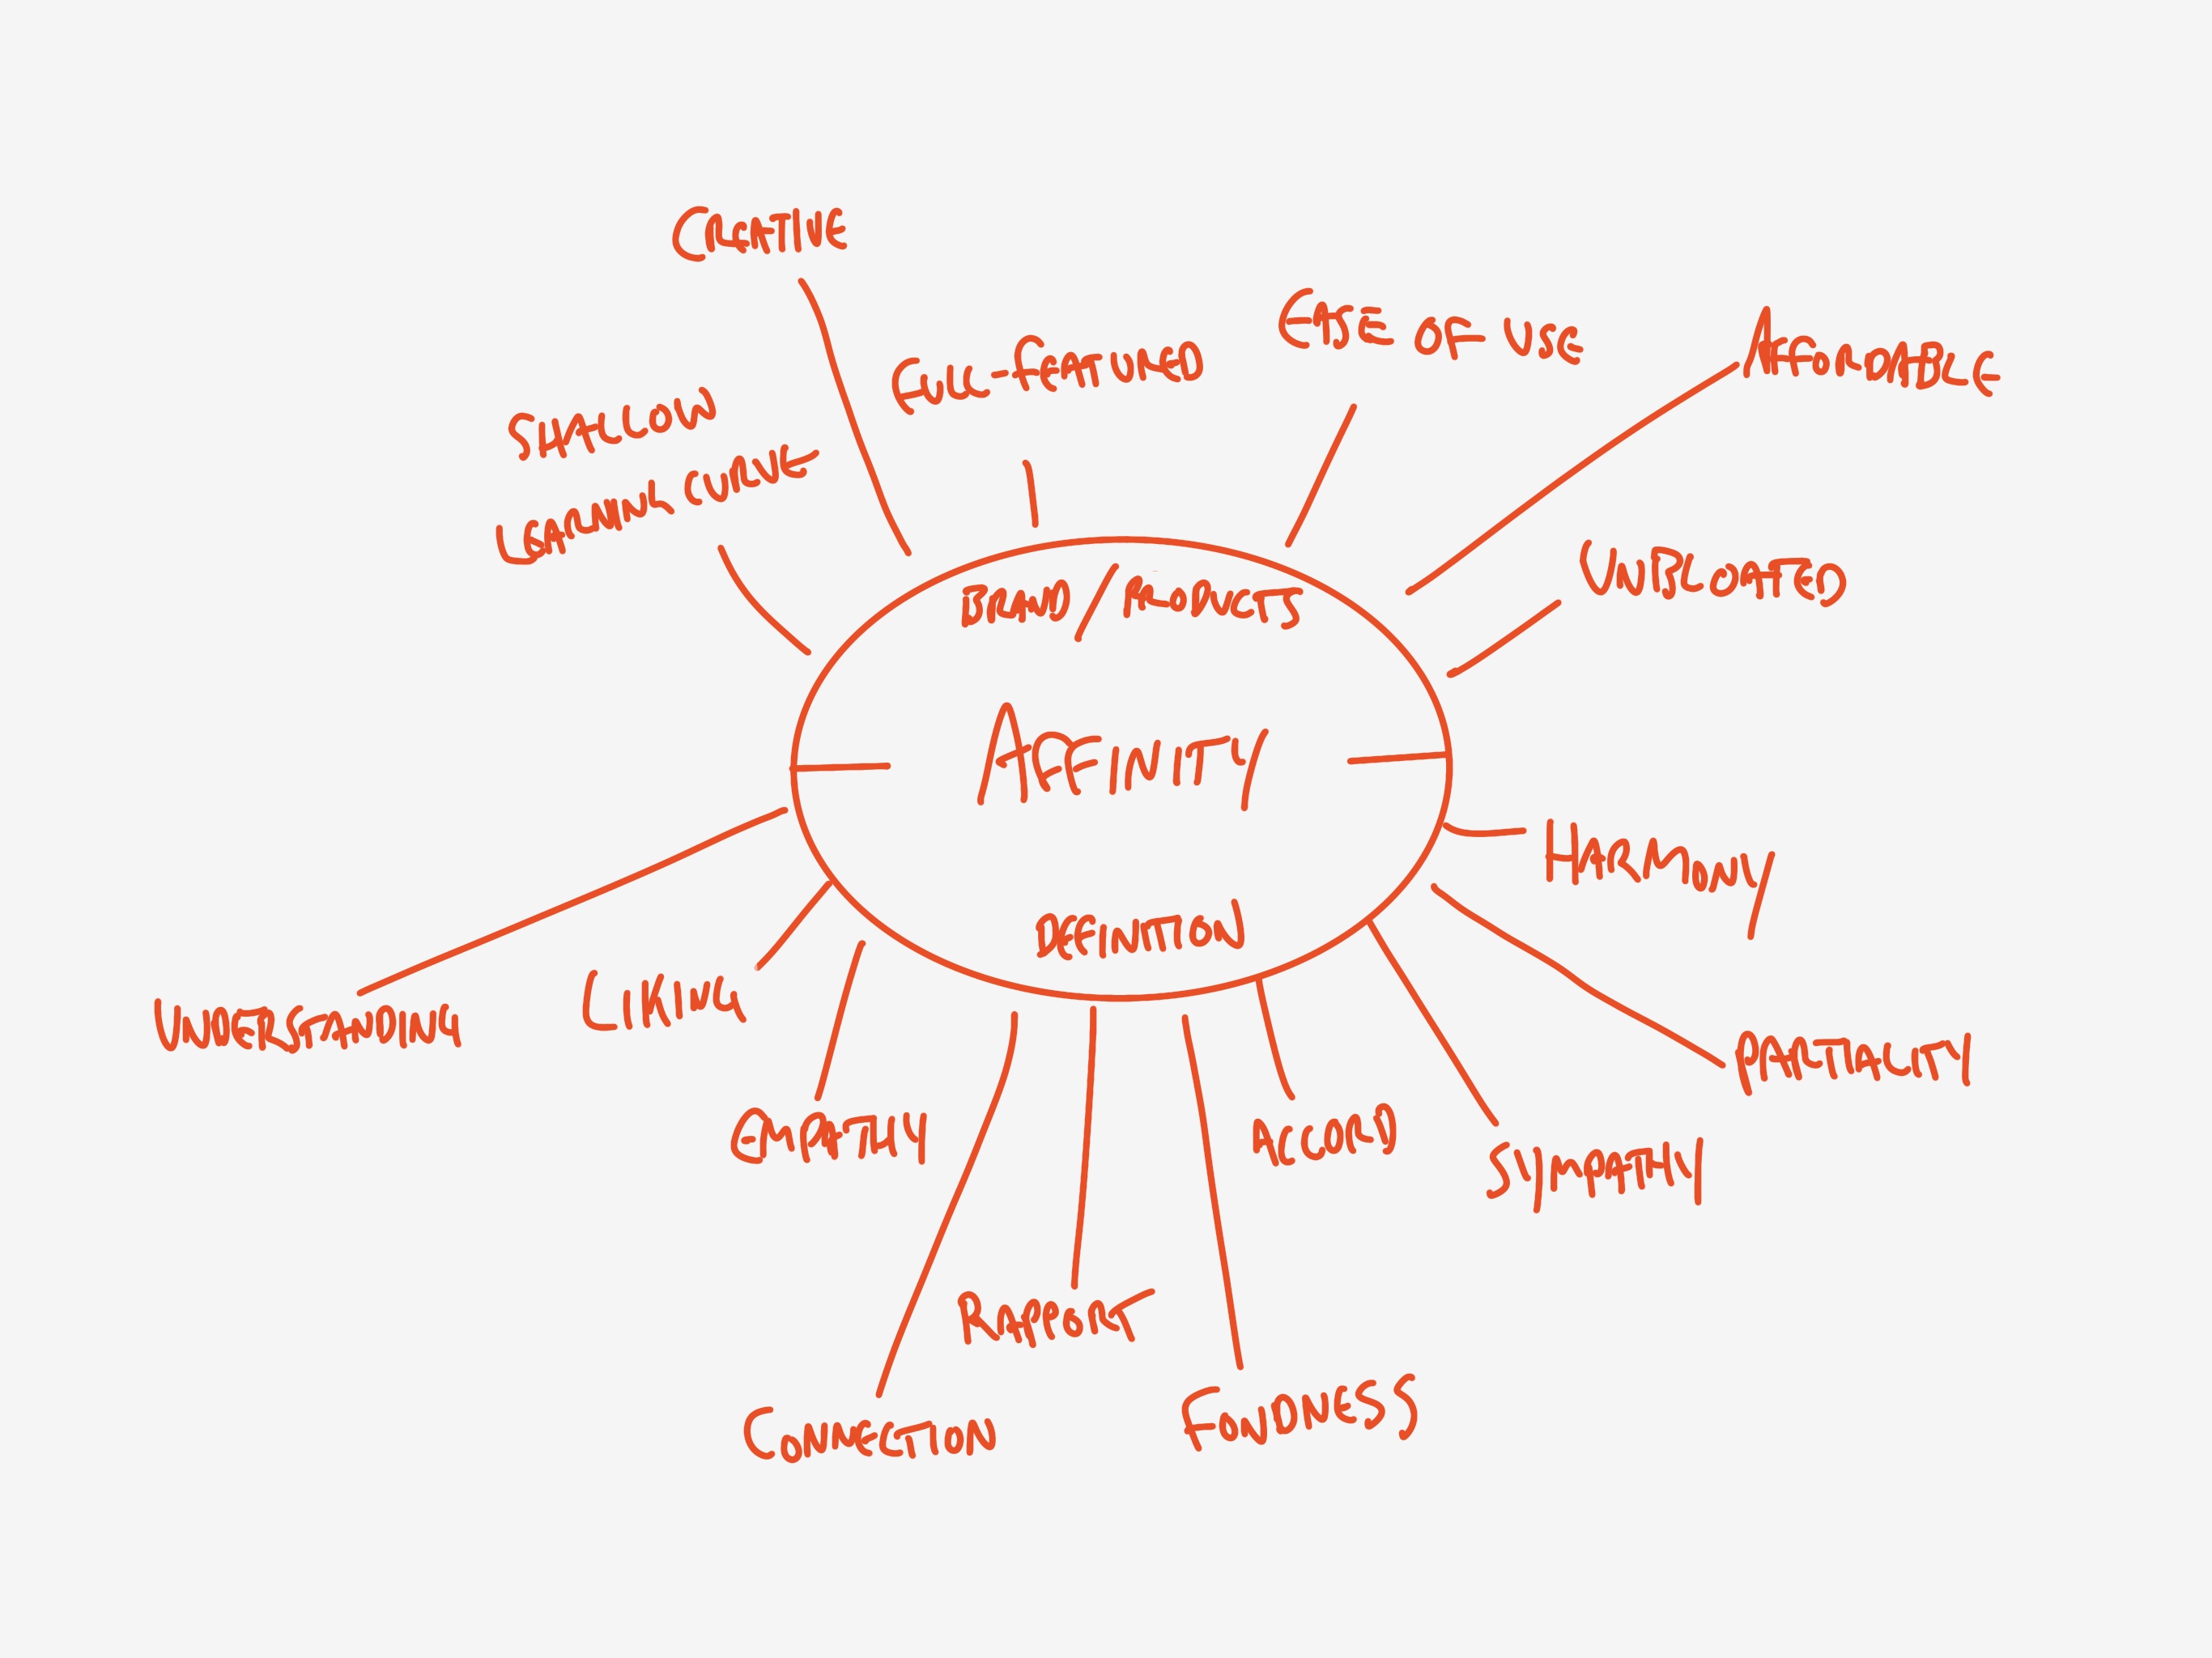 CREATIVE
EASE OF USE
FULL-FEATURED
AFFORDABLE
SHALLOW
LEARNING CURVE
UNBLOATED
BRAND/PRODUCTS
AFFINITY
HARMONY
DEFINITION
UNDERSTANDING
LIKING
PARTIALITY
EMPATHY
ACCORD
SYMPATHY
RAPPORT
CONNECTION
FONDNESS